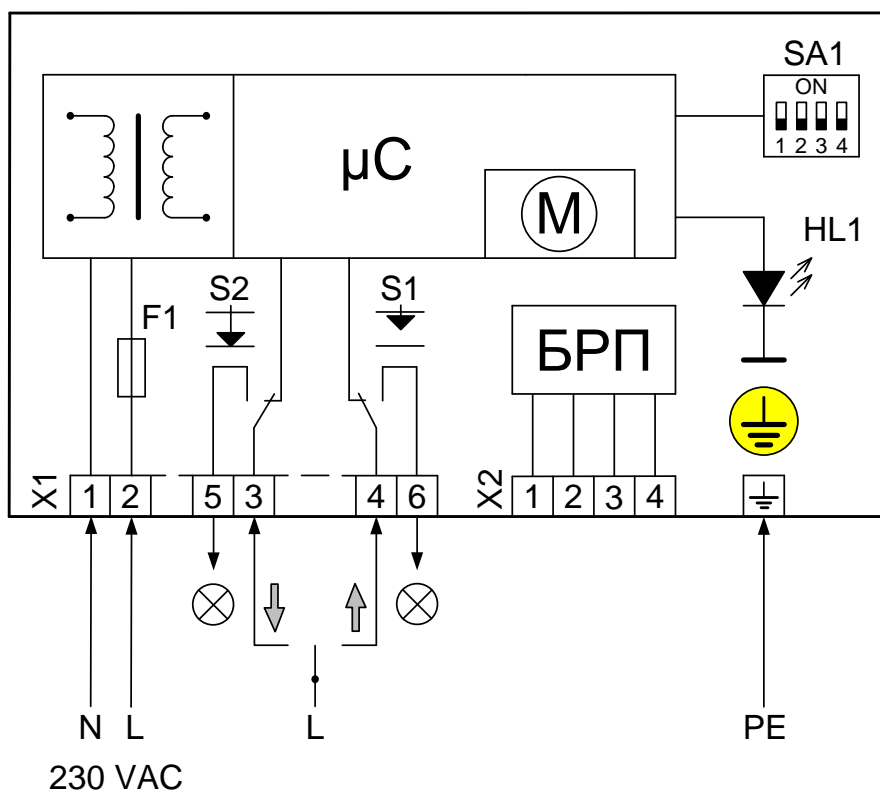 SA1
ON
1 2 3 4
µC
M
HL1
S2
S1
F1
БРП
X1
1 2
5 3
4 6
X2
1 2 3 4
N L
L
PE
230 VAC